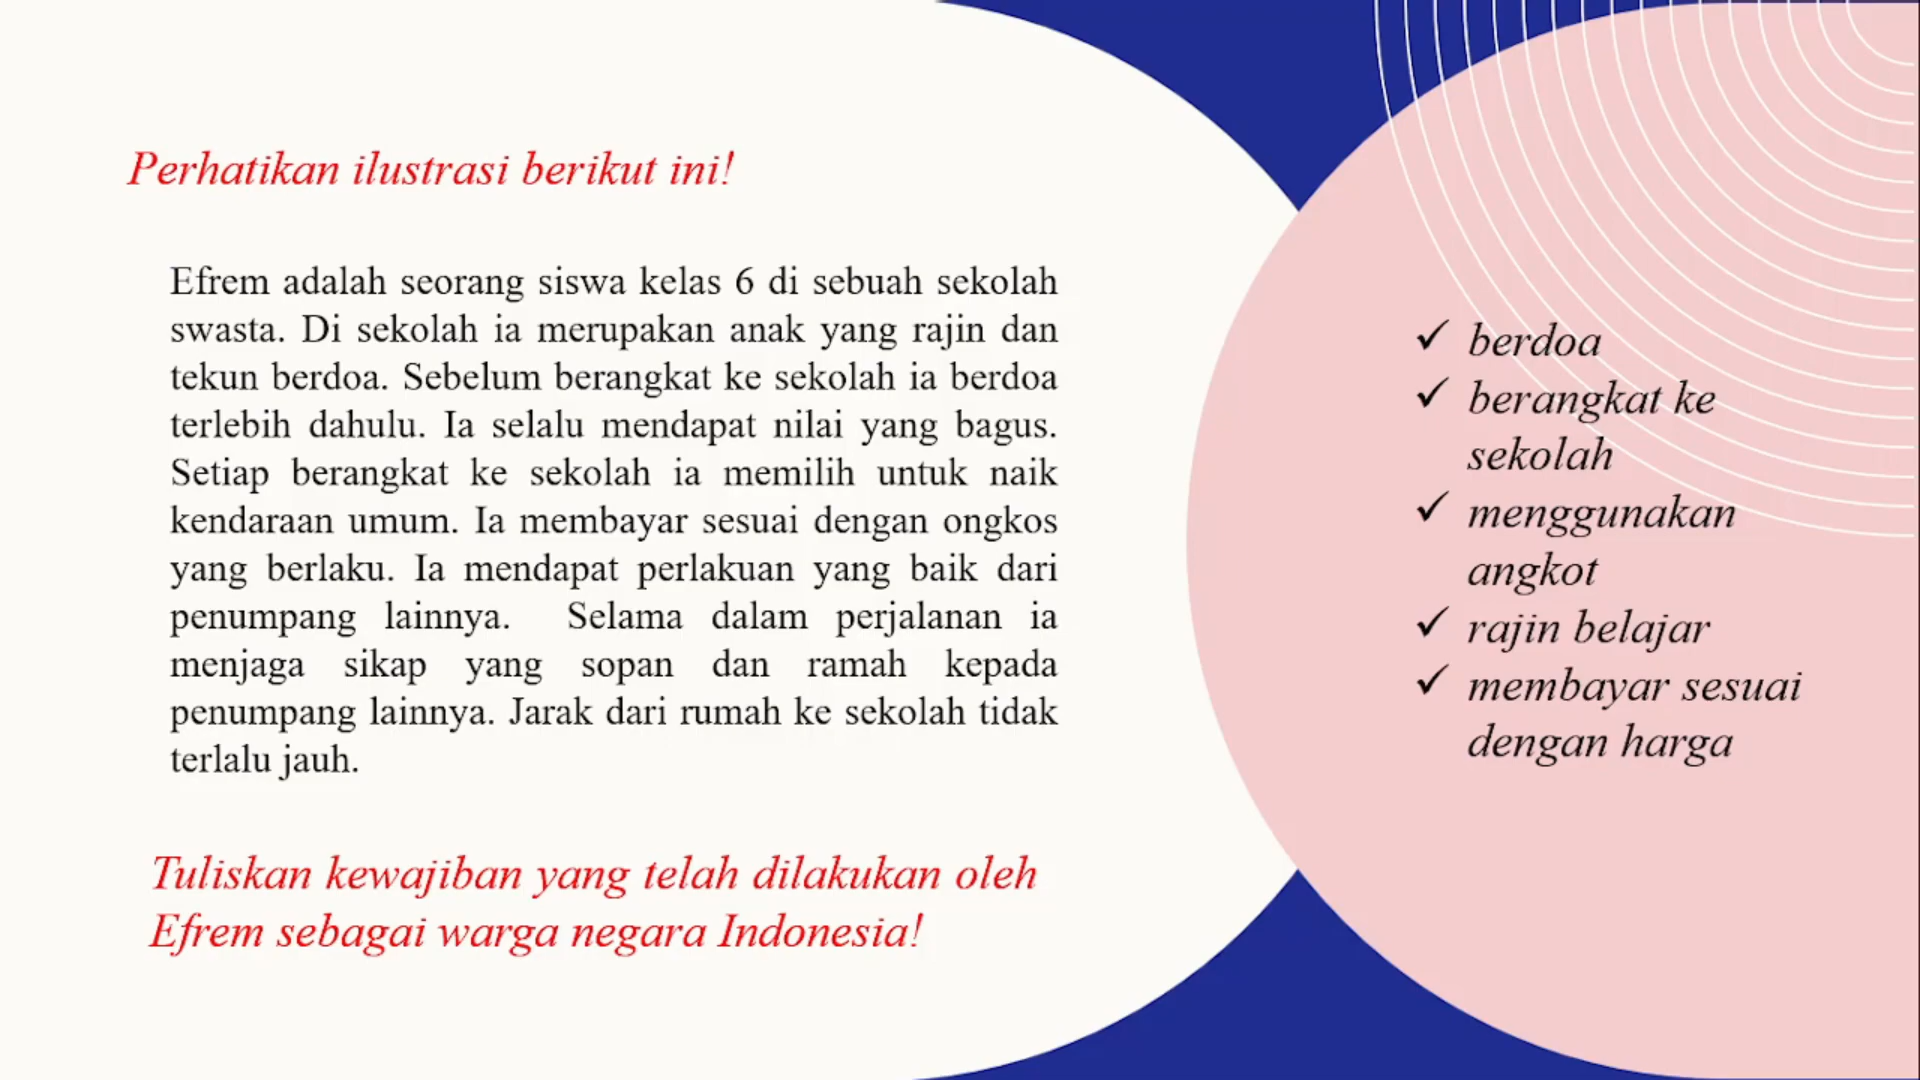 Perhatikan ilustrasi berikut ini!
Efrem adalah seorang siswa kelas 6 di sebuah sekolah
swasta. Di sekolah ia merupakan anak yang rajin dan
tekun berdoa. Sebelum berangkat ke sekolah ia berdoa
terlebih dahulu. Ia selalu mendapat nilai yang bagus.
Setiap berangkat ke sekolah ia memilih untuk naik
kendaraan umum. Ia membayar sesuai dengan ongkos
yang berlaku. Ia mendapat perlakuan yang baik dari
penumpang lainnya. Selama dalam perjalanan ia
menjaga sikap yang sopan dan ramah kepada
penumpang lainnya. Jarak dari rumah ke sekolah tidak
terlalu jauh.
Tuliskan kewajiban yang telah dilakukan oleh
Efrem sebagai warga negara Indonesia!
✓ berdoa
✓ berangkat ke
sekolah
✓ menggunakan
angkot
✓ rajin belajar
✓ membayar sesuai
dengan harga